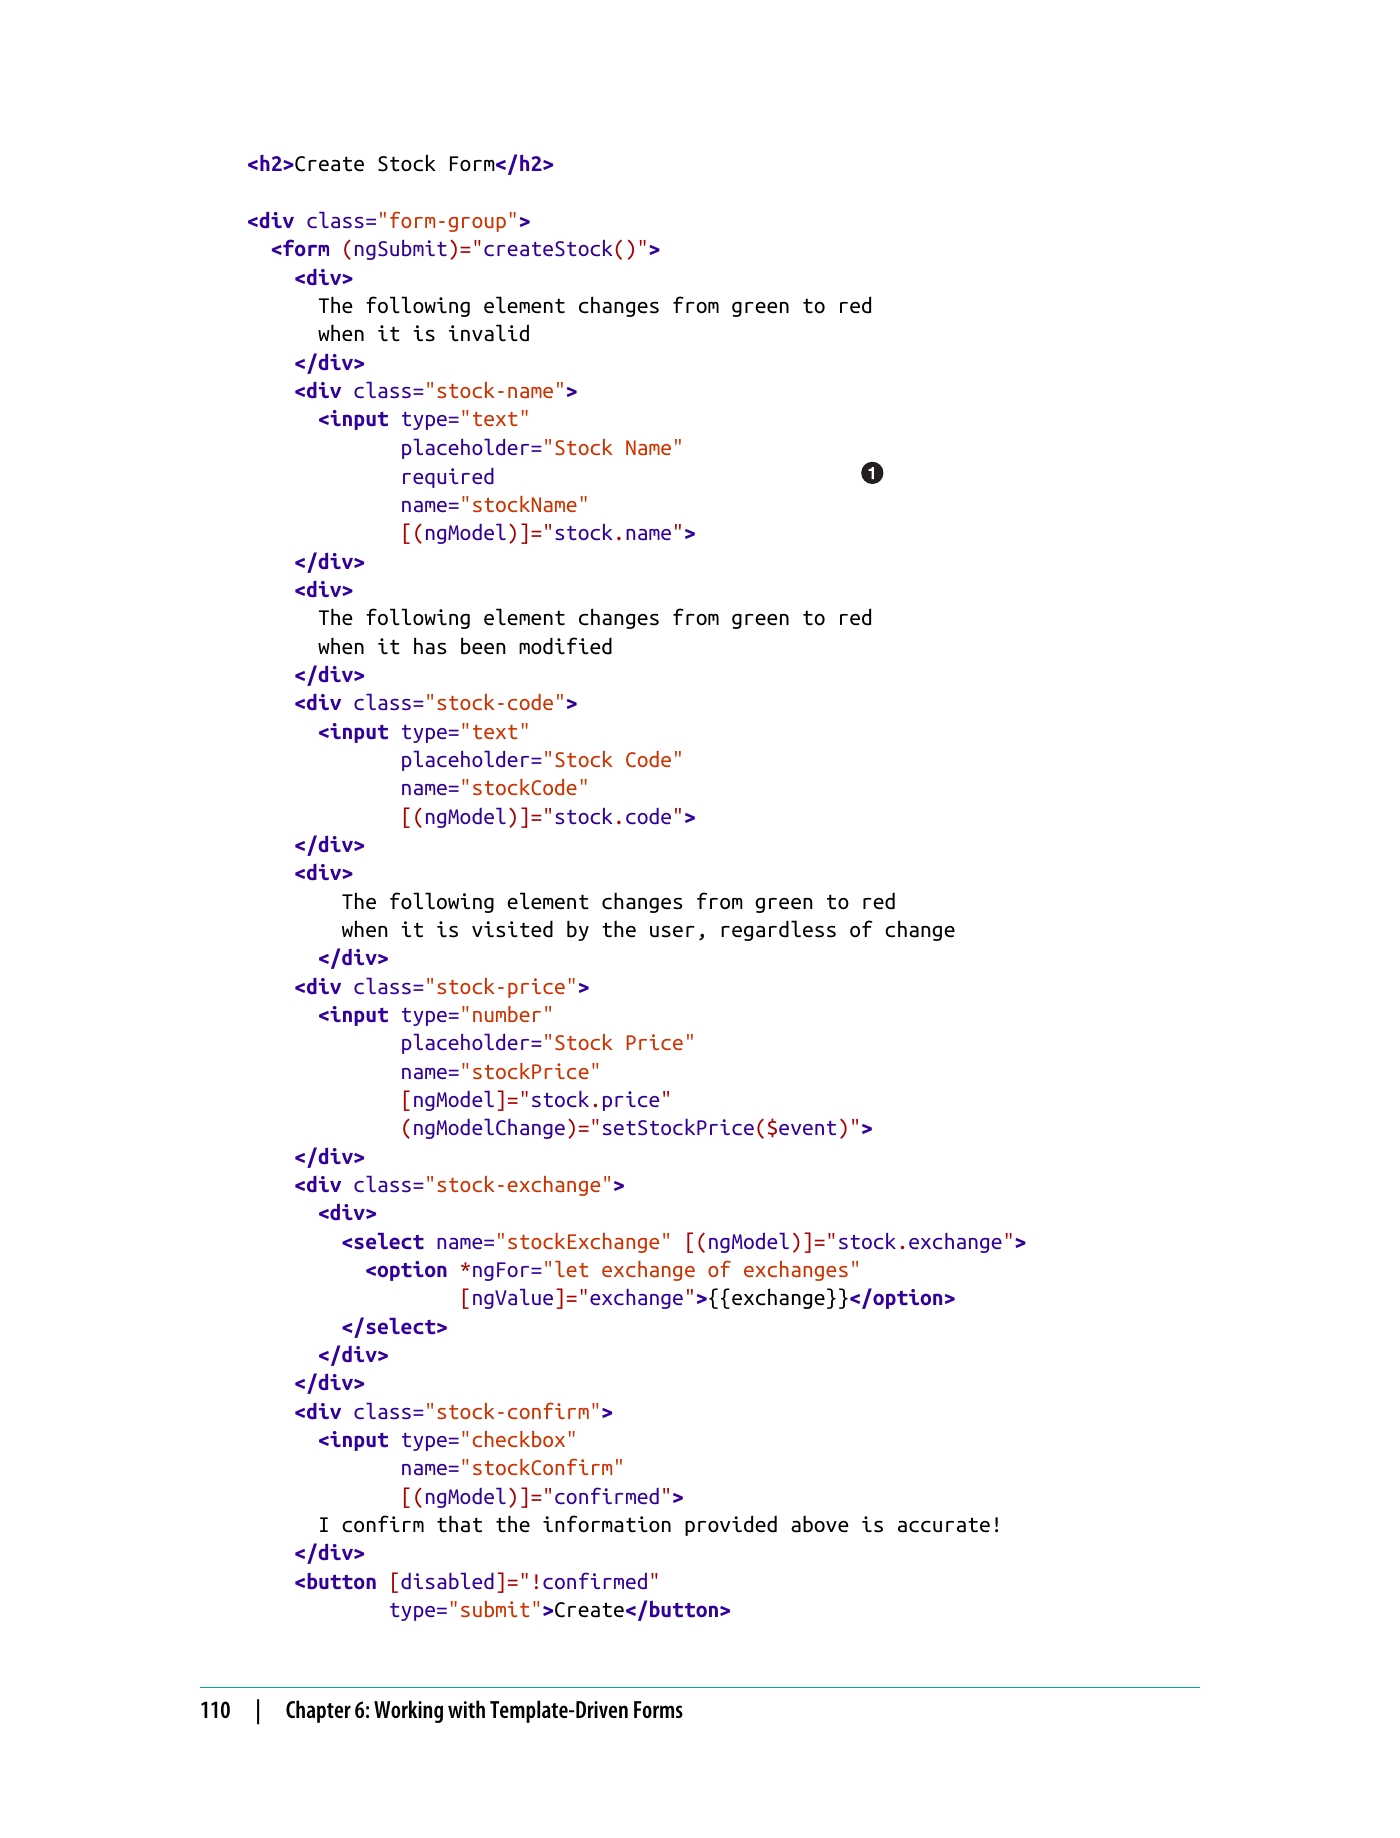 <h2>Create Stock Form</h2>

<div class="form-group">
  <form (ngSubmit)="createStock()">
    <div>
      The following element changes from green to red
      when it is invalid
    </div>
    <div class="stock-name">
      <input type="text"
             placeholder="Stock Name"
             required                               ❶
             name="stockName"
             [(ngModel)]="stock.name">
    </div>
    <div>
      The following element changes from green to red
      when it has been modified
    </div>
    <div class="stock-code">
      <input type="text"
             placeholder="Stock Code"
             name="stockCode"
             [(ngModel)]="stock.code">
    </div>
    <div>
        The following element changes from green to red
        when it is visited by the user, regardless of change
      </div>
    <div class="stock-price">
      <input type="number"
             placeholder="Stock Price"
             name="stockPrice"
             [ngModel]="stock.price"
             (ngModelChange)="setStockPrice($event)">
    </div>
    <div class="stock-exchange">
      <div>
        <select name="stockExchange" [(ngModel)]="stock.exchange">
          <option *ngFor="let exchange of exchanges"
                  [ngValue]="exchange">{{exchange}}</option>
        </select>
      </div>
    </div>
    <div class="stock-confirm">
      <input type="checkbox"
             name="stockConfirm"
             [(ngModel)]="confirmed">
      I confirm that the information provided above is accurate!
    </div>
    <button [disabled]="!confirmed"
            type="submit">Create</button>

110 | Chapter 6: Working with Template-Driven Forms